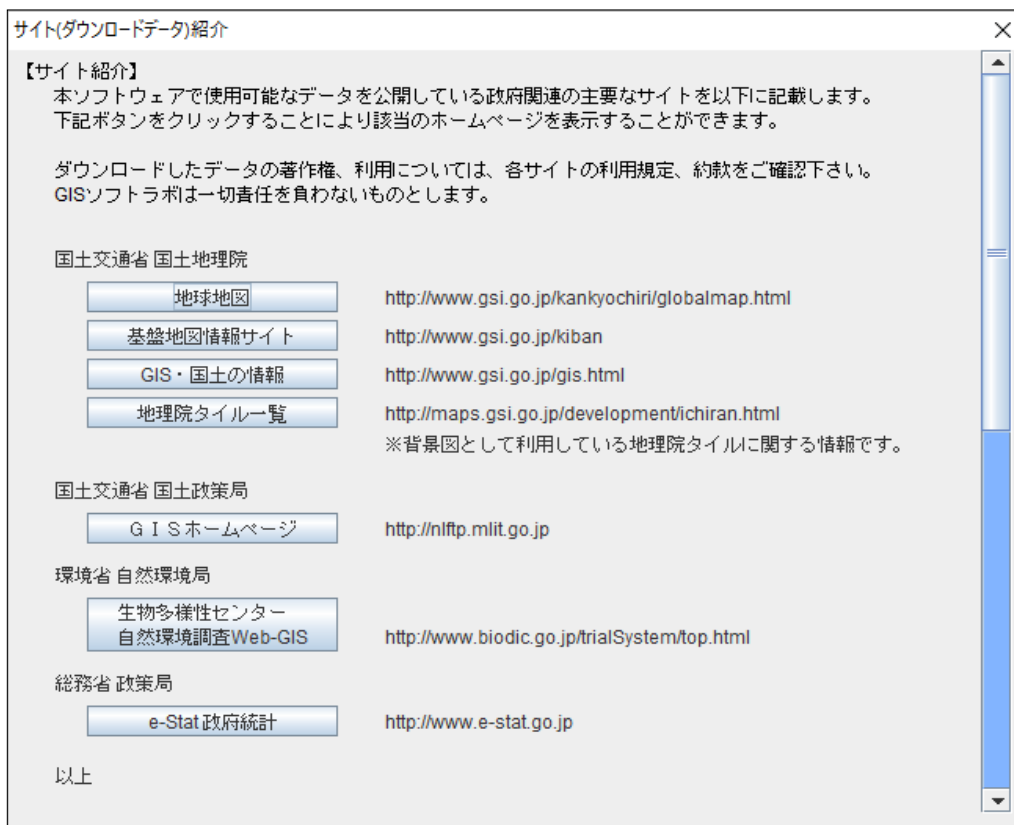 サイト(ダウンロードデータ)紹介
【サイト紹介】
本ソフトウェアで使用可能なデータを公開している政府関連の主要なサイトを以下に記載します。
下記ボタンをクリックすることにより該当のホームページを表示することができます。
ダウンロードしたデータの著作権、利用については、各サイトの利用規定、約款をご確認下さい。
GISソフトラボは一切責任を負わないものとします。
国土交通省 国土地理院
地球地図 http://www.gsi.go.jp/kankyochiri/globalmap.html
基盤地図情報サイト http://www.gsi.go.jp/kiban
GIS・国土の情報 http://www.gsi.go.jp/gis.html
地理院タイル一覧 http://maps.gsi.go.jp/development/ichiran.html
※背景図として利用している地理院タイルに関する情報です。
国土交通省 国土政策局
GISホームページ http://nlftp.mlit.go.jp
環境省 自然環境局
生物多様性センター
自然環境調査Web-GIS http://www.biodic.go.jp/trialSystem/top.html
総務省 政策局
e-Stat 政府統計 http://www.e-stat.go.jp
以上